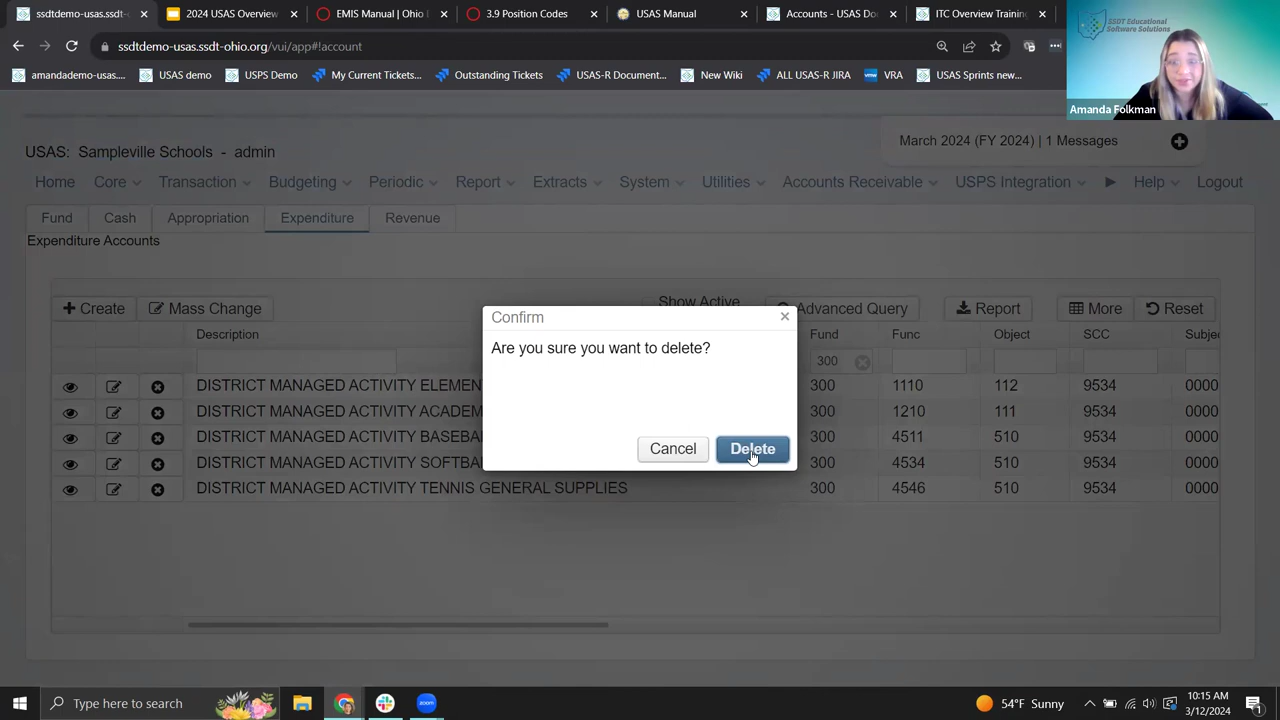 ssdtdemo-usas.ssdt- 2024 USAS Overview EMIS Manual | Ohio 3.9 Position Codes USAS Manual Accounts - USAS Do ITC Overview Training
SSDT Educational
Software Solutions
ssdtdemo-usas.ssdt-ohio.org/vui/app#!account
amandademo-usas... USAS demo USPS Demo My Current Tickets... Outstanding Tickets USAS-R Document... New Wiki ALL USAS-R JIRA VRA USAS Sprints new...
Amanda Folkman
March 2024 (FY 2024) | 1 Messages
USAS: Sampleville Schools - admin
Home Core Transaction Budgeting Periodic Report Extracts System Utilities Accounts Receivable USPS Integration Help Logout
Fund Cash Appropriation Expenditure Revenue
Expenditure Accounts
Create Mass Change Show Active Advanced Query Report More Reset
Description Fund Func Object SCC Subje
300
DISTRICT MANAGED ACTIVITY ELEMEN 300 1110 112 9534 0000
DISTRICT MANAGED ACTIVITY ACADEM 300 1210 111 9534 0000
DISTRICT MANAGED ACTIVITY BASEBA 300 4511 510 9534 0000
DISTRICT MANAGED ACTIVITY SOFTBA 300 4534 510 9534 0000
DISTRICT MANAGED ACTIVITY TENNIS GENERAL SUPPLIES 300 4546 510 9534 0000
Confirm
Are you sure you want to delete?
Cancel Delete
Type here to search 54°F Sunny 10:15 AM
3/12/2024
1